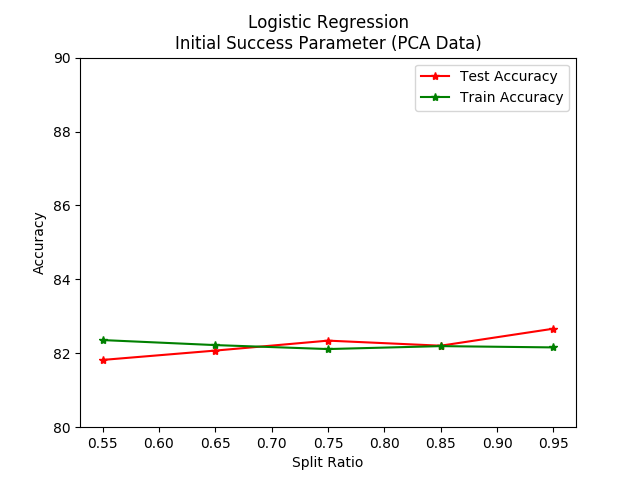 Logistic Regression
Initial Success Parameter (PCA Data)
Test Accuracy
Train Accuracy
Accuracy
90
88
86
84
82
80
0.55 0.60 0.65 0.70 0.75 0.80 0.85 0.90 0.95
Split Ratio